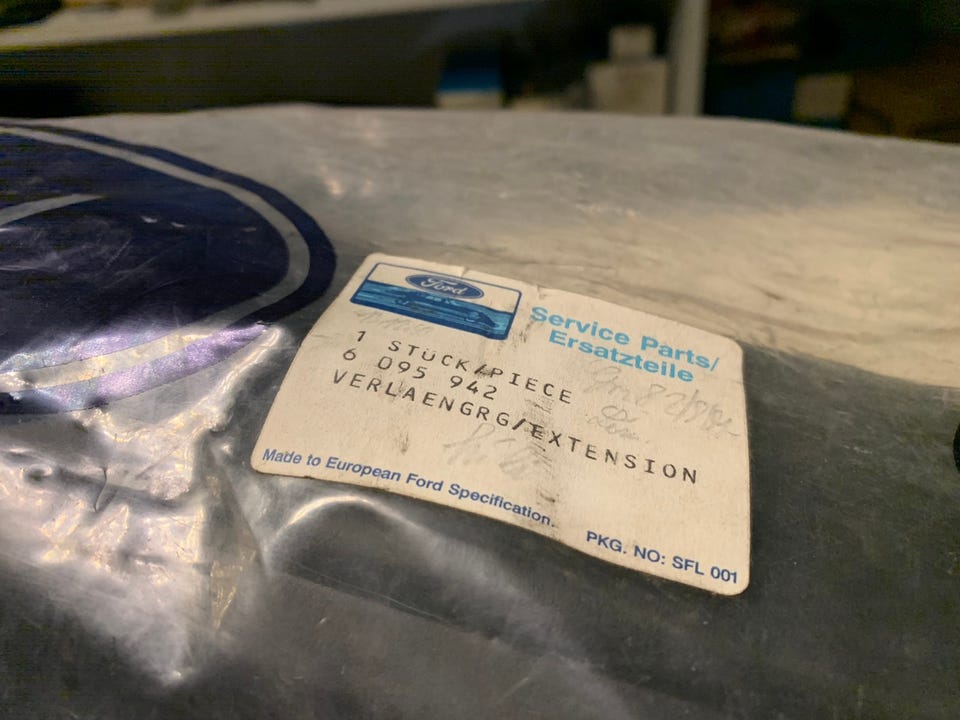 Ford
Service Parts/
Ersatzteile
1 STÜCK/PIECE
6 095 942
VERLAENGRG/EXTENSION
Made to European Ford Specification.
PKG. NO: SFL 001